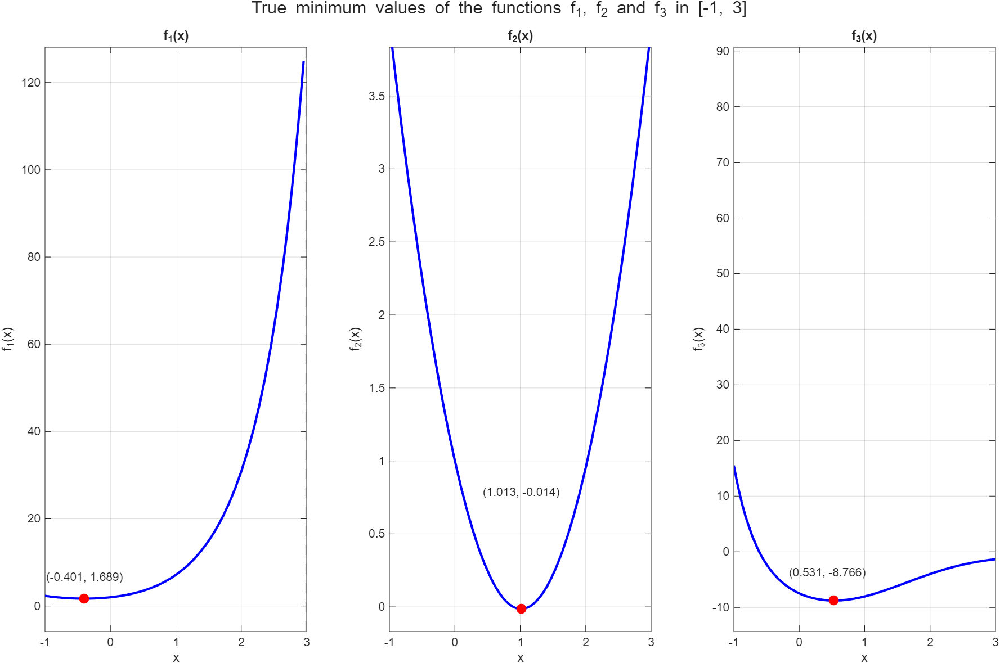 True minimum values of the functions f₁, f₂ and f₃ in [-1, 3]
f₁(x)
120
100
80
60
40
20
0
f₁(x)
(-0.401, 1.689)
-1 0 1 2 3
x
f₂(x)
3.5
3
2.5
2
1.5
1
0.5
0
f₂(x)
(1.013, -0.014)
-1 0 1 2 3
x
f₃(x)
90
80
70
60
50
40
30
20
10
0
-10
f₃(x)
(0.531, -8.766)
-1 0 1 2 3
x